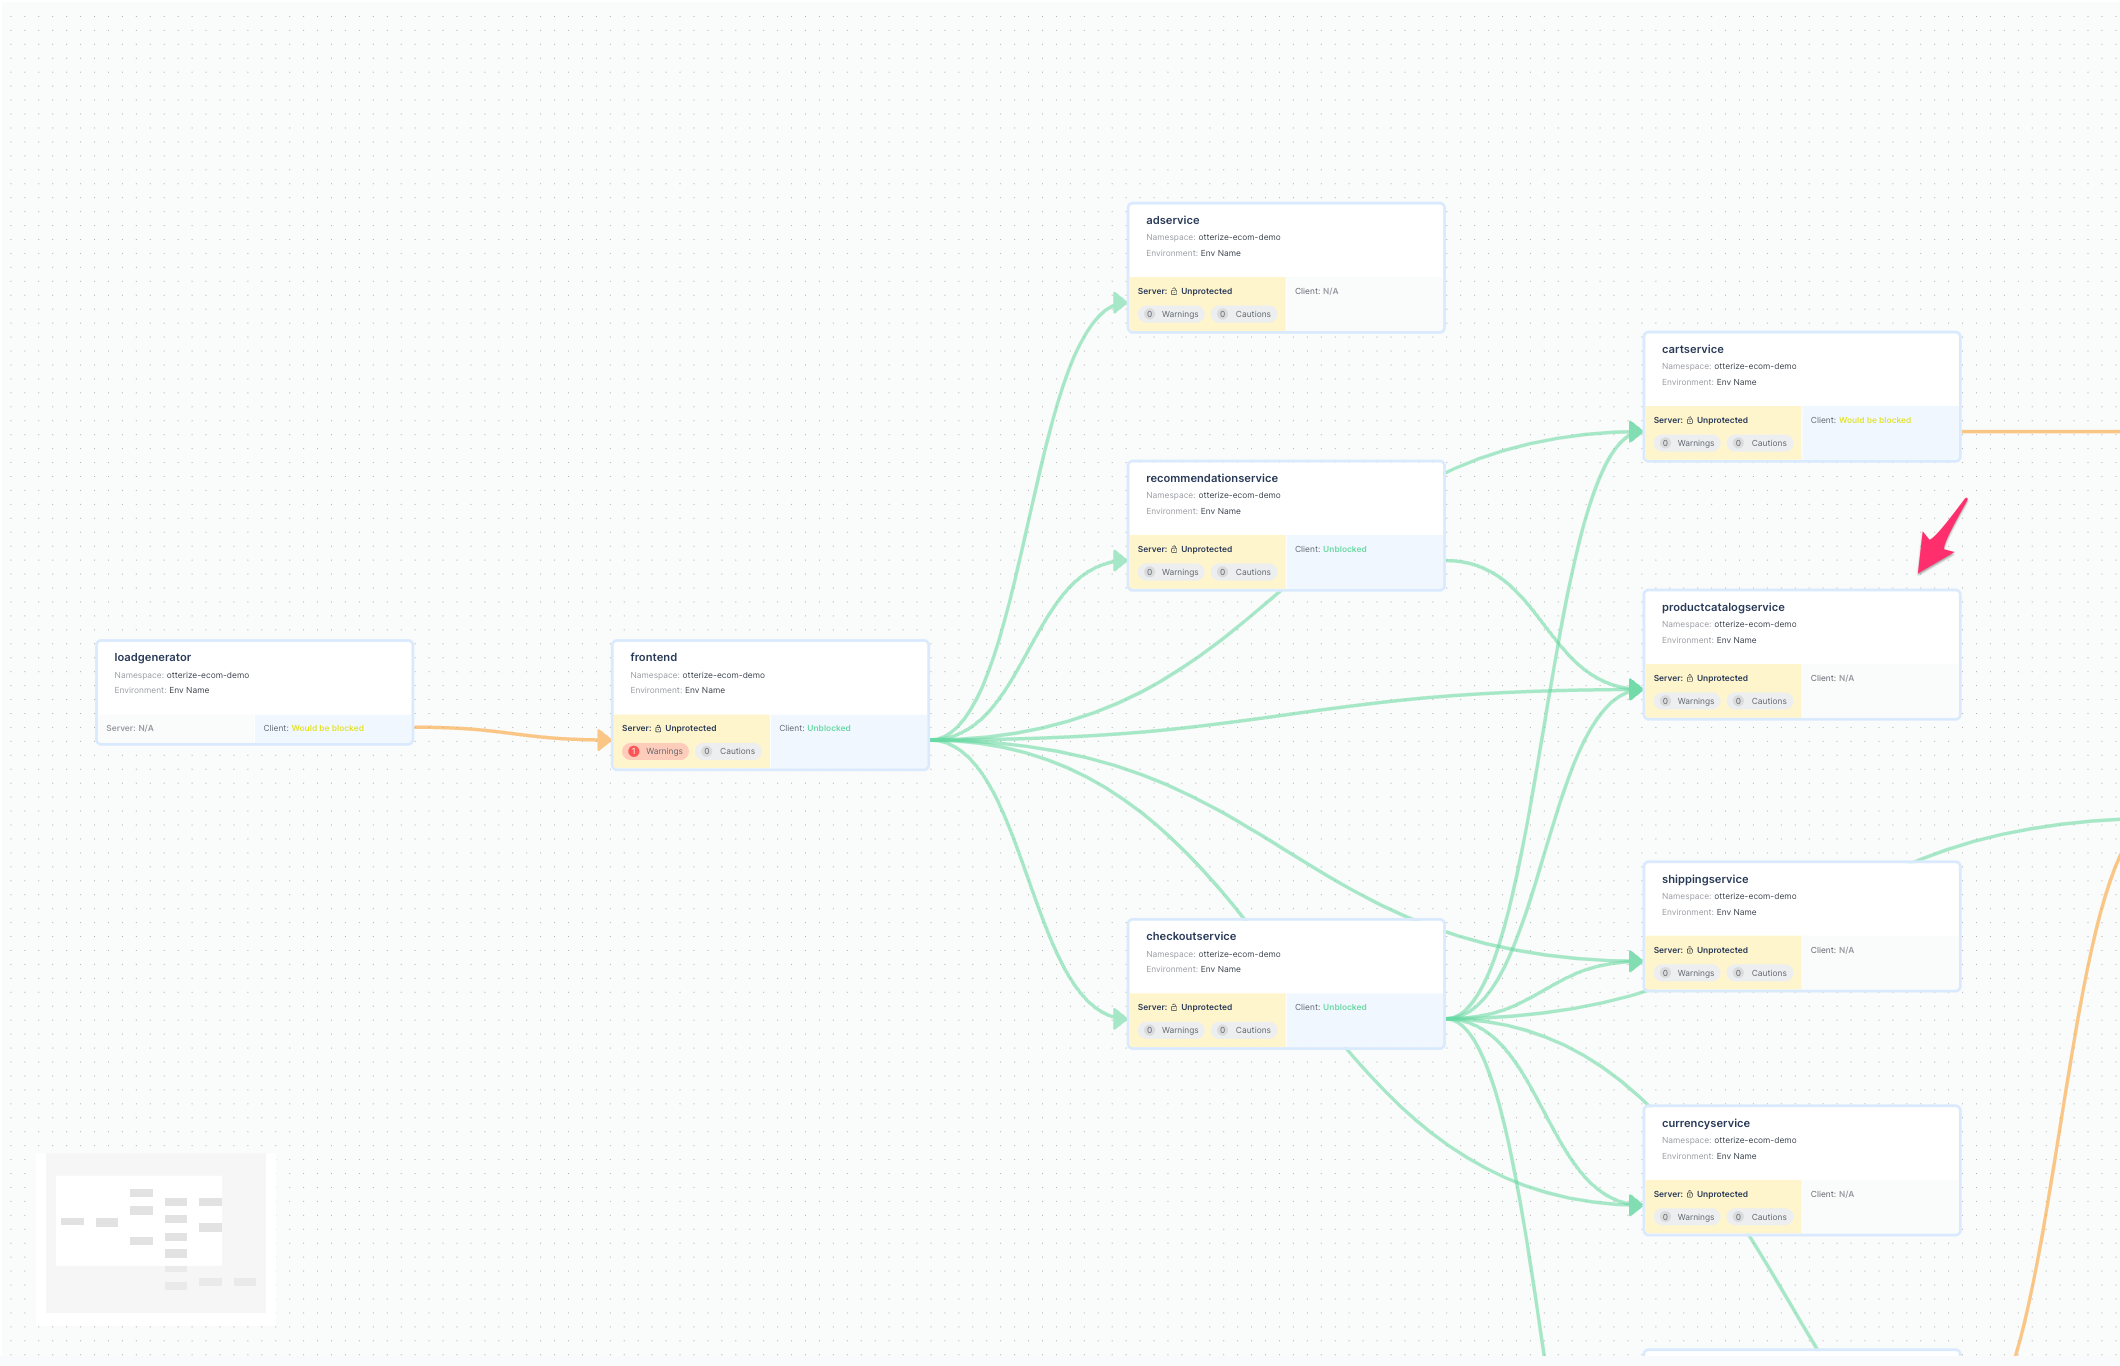 adservice
Namespace: otterize-ecom-demo
Environment: Env Name
Server: Unprotected
Client: N/A
0 Warnings 0 Cautions
cartservice
Namespace: otterize-ecom-demo
Environment: Env Name
Server: Unprotected
Client: Would be blocked
0 Warnings 0 Cautions
recommendationservice
Namespace: otterize-ecom-demo
Environment: Env Name
Server: Unprotected
Client: Unblocked
0 Warnings 0 Cautions
productcatalogservice
Namespace: otterize-ecom-demo
Environment: Env Name
Server: Unprotected
Client: N/A
0 Warnings 0 Cautions
loadgenerator
Namespace: otterize-ecom-demo
Environment: Env Name
Server: N/A
Client: Would be blocked
frontend
Namespace: otterize-ecom-demo
Environment: Env Name
Server: Unprotected
Client: Unblocked
1 Warnings 0 Cautions
shippingservice
Namespace: otterize-ecom-demo
Environment: Env Name
Server: Unprotected
Client: N/A
0 Warnings 0 Cautions
checkoutservice
Namespace: otterize-ecom-demo
Environment: Env Name
Server: Unprotected
Client: Unblocked
0 Warnings 0 Cautions
currencyservice
Namespace: otterize-ecom-demo
Environment: Env Name
Server: Unprotected
Client: N/A
0 Warnings 0 Cautions